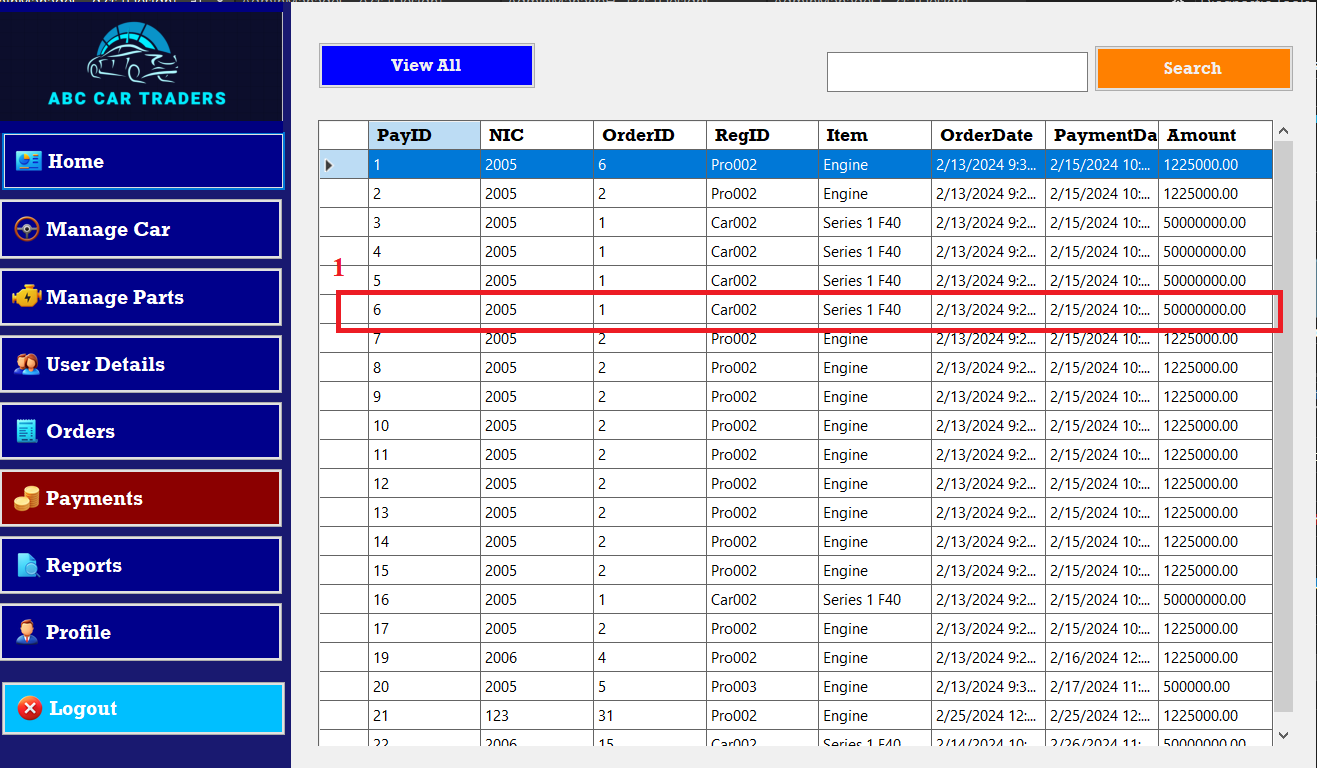 ABC CAR TRADERS
Home
Manage Car
Manage Parts
User Details
Orders
Payments
Reports
Profile
Logout
View All
Search
PayID NIC OrderID RegID Item OrderDate PaymentDa Amount
1 2005 6 Pro002 Engine 2/13/2024 9:3... 2/15/2024 10:... 1225000.00
2 2005 2 Pro002 Engine 2/13/2024 9:2... 2/15/2024 10:... 1225000.00
3 2005 1 Car002 Series 1 F40 2/13/2024 9:2... 2/15/2024 10:... 50000000.00
4 2005 1 Car002 Series 1 F40 2/13/2024 9:2... 2/15/2024 10:... 50000000.00
1
5 2005 1 Car002 Series 1 F40 2/13/2024 9:2... 2/15/2024 10:... 50000000.00
6 2005 1 Car002 Series 1 F40 2/13/2024 9:2... 2/15/2024 10:... 50000000.00
7 2005 2 Pro002 Engine 2/13/2024 9:2... 2/15/2024 10:... 1225000.00
8 2005 2 Pro002 Engine 2/13/2024 9:2... 2/15/2024 10:... 1225000.00
9 2005 2 Pro002 Engine 2/13/2024 9:2... 2/15/2024 10:... 1225000.00
10 2005 2 Pro002 Engine 2/13/2024 9:2... 2/15/2024 10:... 1225000.00
11 2005 2 Pro002 Engine 2/13/2024 9:2... 2/15/2024 10:... 1225000.00
12 2005 2 Pro002 Engine 2/13/2024 9:2... 2/15/2024 10:... 1225000.00
13 2005 2 Pro002 Engine 2/13/2024 9:2... 2/15/2024 10:... 1225000.00
14 2005 2 Pro002 Engine 2/13/2024 9:2... 2/15/2024 10:... 1225000.00
15 2005 2 Pro002 Engine 2/13/2024 9:2... 2/15/2024 10:... 1225000.00
16 2005 1 Car002 Series 1 F40 2/13/2024 9:2... 2/15/2024 10:... 50000000.00
17 2005 2 Pro002 Engine 2/13/2024 9:2... 2/15/2024 10:... 1225000.00
19 2006 4 Pro002 Engine 2/13/2024 9:2... 2/16/2024 12:... 1225000.00
20 2005 5 Pro003 Engine 2/13/2024 9:3... 2/17/2024 11:... 500000.00
21 123 31 Pro002 Engine 2/25/2024 12:... 2/25/2024 12:... 1225000.00
22 2006 15 Car002 Series 1 F40 2/14/2024 10:... 2/26/2024 11:... 50000000.00